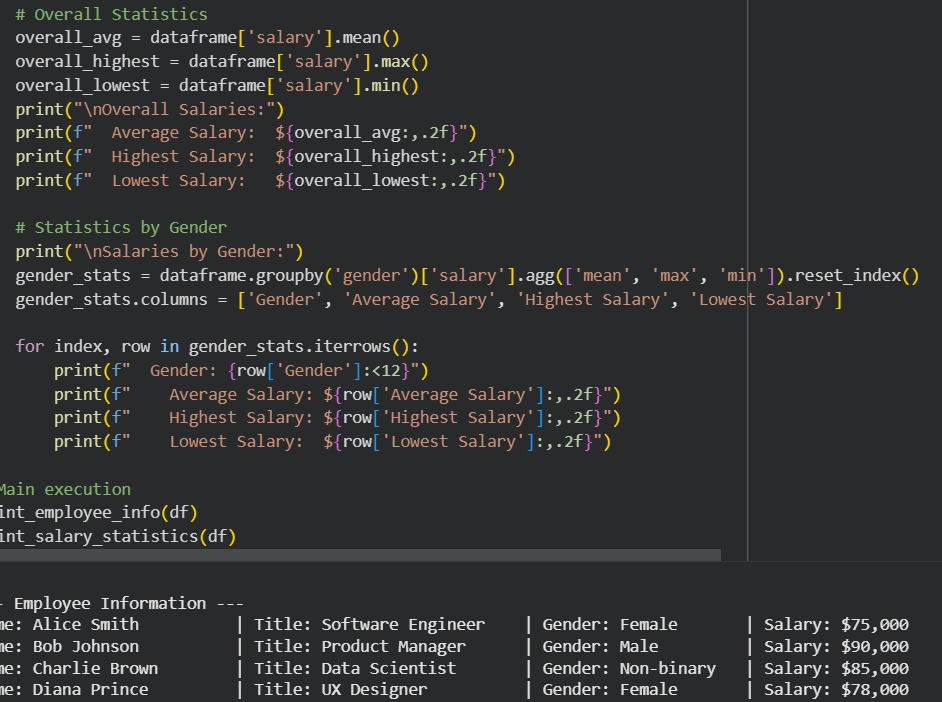 # Overall Statistics
overall_avg = dataframe['salary'].mean()
overall_highest = dataframe['salary'].max()
overall_lowest = dataframe['salary'].min()
print("\nOverall Salaries:")
print(f"  Average Salary:  ${overall_avg:,.2f}")
print(f"  Highest Salary:  ${overall_highest:,.2f}")
print(f"  Lowest Salary:   ${overall_lowest:,.2f}")

# Statistics by Gender
print("\nSalaries by Gender:")
gender_stats = dataframe.groupby('gender')['salary'].agg(['mean', 'max', 'min']).reset_index()
gender_stats.columns = ['Gender', 'Average Salary', 'Highest Salary', 'Lowest Salary']

for index, row in gender_stats.iterrows():
    print(f"  Gender: {row['Gender']:<12}")
    print(f"    Average Salary: ${row['Average Salary']:,.2f}")
    print(f"    Highest Salary: ${row['Highest Salary']:,.2f}")
    print(f"    Lowest Salary:  ${row['Lowest Salary']:,.2f}")

Main execution
int_employee_info(df)
int_salary_statistics(df)

- Employee Information ---
me: Alice Smith          | Title: Software Engineer    | Gender: Female       | Salary: $75,000
me: Bob Johnson          | Title: Product Manager      | Gender: Male         | Salary: $90,000
me: Charlie Brown        | Title: Data Scientist       | Gender: Non-binary   | Salary: $85,000
me: Diana Prince         | Title: UX Designer          | Gender: Female       | Salary: $78,000